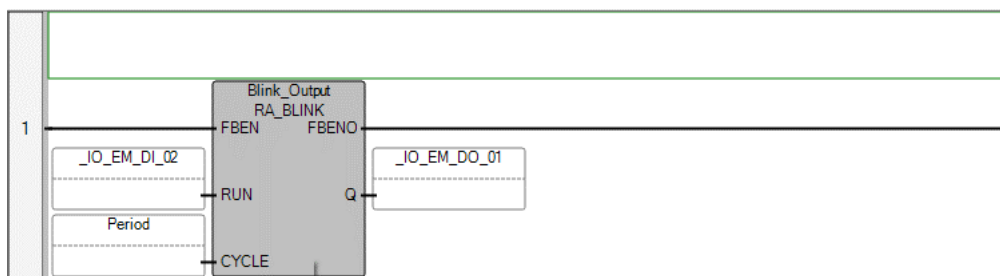 Blink_Output
RA_BLINK
1
FBEN FBENO
_IO_EM_DI_02 _IO_EM_DO_01
RUN Q
Period
CYCLE